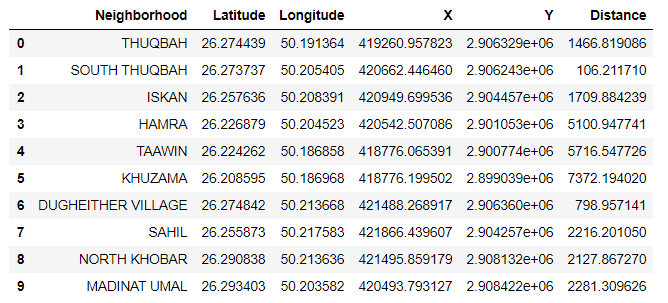 Neighborhood Latitude Longitude X Y Distance
0 THUQBAH 26.274439 50.191364 419260.957823 2.906329e+06 1466.819086
1 SOUTH THUQBAH 26.273737 50.205405 420662.446460 2.906243e+06 106.211710
2 ISKAN 26.257636 50.208391 420949.699536 2.904457e+06 1709.884239
3 HAMRA 26.226879 50.204523 420542.507086 2.901053e+06 5100.947741
4 TAAWIN 26.224262 50.186858 418776.065391 2.900774e+06 5716.547726
5 KHUZAMA 26.208595 50.186968 418776.199502 2.899039e+06 7372.194020
6 DUGHEITHER VILLAGE 26.274842 50.213668 421488.268917 2.906360e+06 798.957141
7 SAHIL 26.255873 50.217583 421866.439607 2.904257e+06 2216.201050
8 NORTH KHOBAR 26.290838 50.213636 421495.859179 2.908132e+06 2127.867270
9 MADINAT UMAL 26.293403 50.203582 420493.793127 2.908422e+06 2281.309626